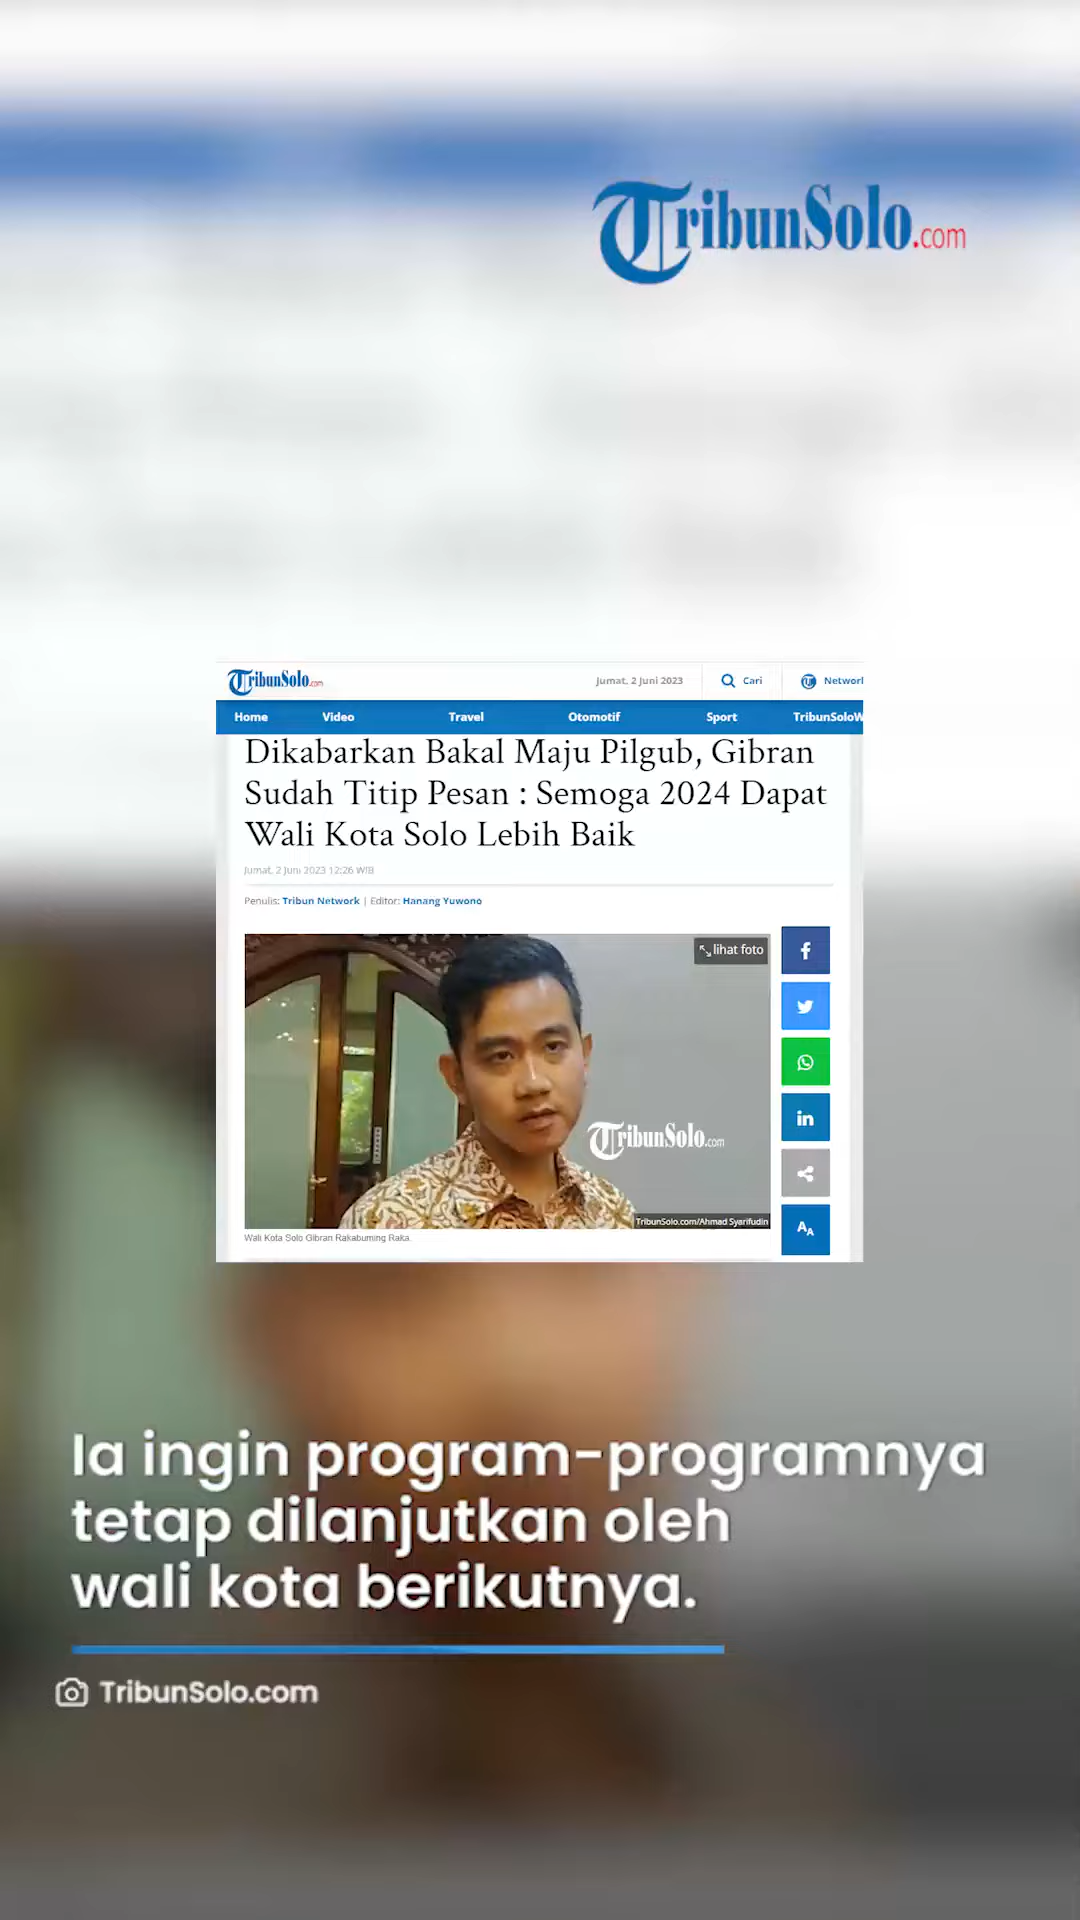 TribunSolo.com
TribunSolo.com
Jumat, 2 Juni 2023
Cari
Networ
Home Video Travel Otomotif Sport TribunSoloW
Dikabarkan Bakal Maju Pilgub, Gibran
Sudah Titip Pesan : Semoga 2024 Dapat
Wali Kota Solo Lebih Baik
Jumat, 2 Juni 2023 12:26 WIB
Penulis: Tribun Network | Editor: Hanang Yuwono
lihat foto
TribunSolo.com
TribunSolo.com/Ahmad Syarifudin
Wali Kota Solo Gibran Rakabuming Raka.
Ia ingin program-programnya
tetap dilanjutkan oleh
wali kota berikutnya.
TribunSolo.com